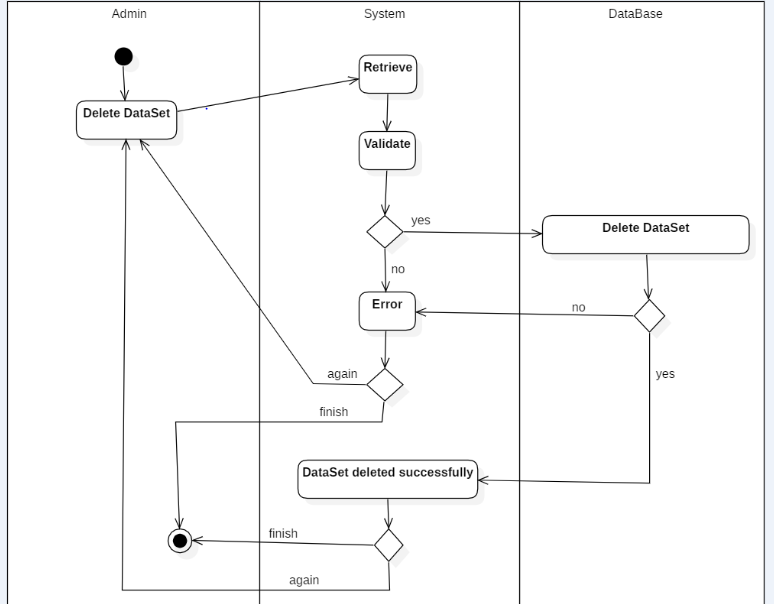 Admin
System
DataBase
Retrieve
Delete DataSet
Validate
yes
Delete DataSet
no
Error
no
again
yes
finish
DataSet deleted successfully
finish
again